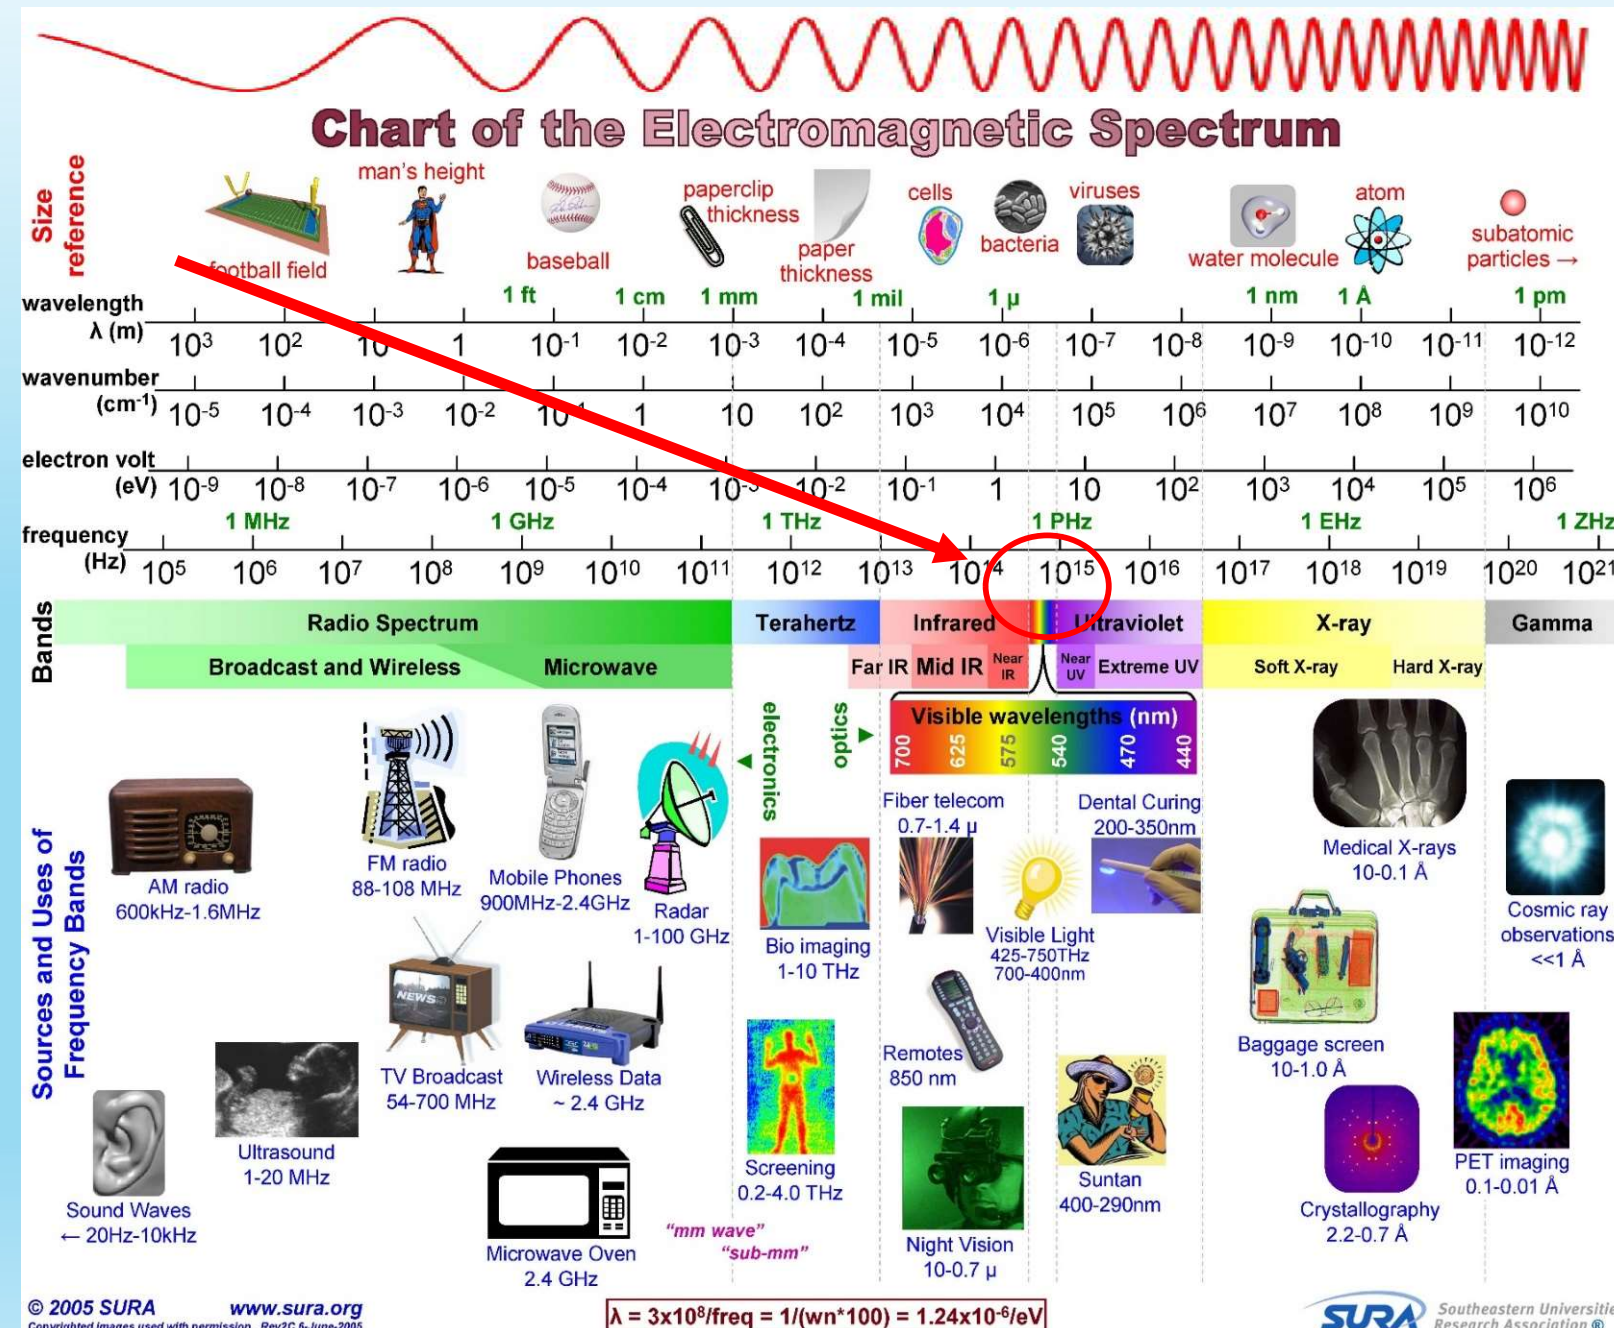 Chart of the Electromagnetic Spectrum
Size
reference
football field
man's height
baseball
paperclip
thickness
paper
thickness
cells
bacteria
viruses
water molecule
atom
subatomic
particles →
1 ft 1 cm 1 mm 1 mil 1 µ 1 nm 1 Å 1 pm
wavelength
λ (m)
10³ 10² 10 1 10⁻¹ 10⁻² 10⁻³ 10⁻⁴ 10⁻⁵ 10⁻⁶ 10⁻⁷ 10⁻⁸ 10⁻⁹ 10⁻¹⁰ 10⁻¹¹ 10⁻¹²
wavenumber
(cm⁻¹)
10⁻⁵ 10⁻⁴ 10⁻³ 10⁻² 10⁻¹ 1 10 10² 10³ 10⁴ 10⁵ 10⁶ 10⁷ 10⁸ 10⁹ 10¹⁰
electron volt
(eV)
10⁻⁹ 10⁻⁸ 10⁻⁷ 10⁻⁶ 10⁻⁵ 10⁻⁴ 10⁻³ 10⁻² 10⁻¹ 1 10 10² 10³ 10⁴ 10⁵ 10⁶
1 MHz 1 GHz 1 THz 1 PHz 1 EHz 1 ZHz
frequency
(Hz)
10⁵ 10⁶ 10⁷ 10⁸ 10⁹ 10¹⁰ 10¹¹ 10¹² 10¹³ 10¹⁴ 10¹⁵ 10¹⁶ 10¹⁷ 10¹⁸ 10¹⁹ 10²⁰ 10²¹
Bands
Radio Spectrum Terahertz Infrared Ultraviolet X-ray Gamma
Broadcast and Wireless Microwave Far IR Mid IR Near IR Near UV Extreme UV Soft X-ray Hard X-ray
electronics
optics
Visible wavelengths (nm)
700 625 575 540 470 440
Sources and Uses of
Frequency Bands
AM radio
600kHz-1.6MHz
FM radio
88-108 MHz
Mobile Phones
900MHz-2.4GHz
Radar
1-100 GHz
Bio imaging
1-10 THz
Fiber telecom
0.7-1.4 µ
Visible Light
425-750THz
700-400nm
Dental Curing
200-350nm
Medical X-rays
10-0.1 Å
Cosmic ray
observations
<<1 Å
NEWS
TV Broadcast
54-700 MHz
Wireless Data
~ 2.4 GHz
Remotes
850 nm
Baggage screen
10-1.0 Å
Sound Waves
← 20Hz-10kHz
Ultrasound
1-20 MHz
Microwave Oven
2.4 GHz
Screening
0.2-4.0 THz
"mm wave"
"sub-mm"
Night Vision
10-0.7 µ
Suntan
400-290nm
Crystallography
2.2-0.7 Å
PET imaging
0.1-0.01 Å
© 2005 SURA www.sura.org
Copyrighted images used with permission. Rev2C 6-June-2005
λ = 3x10⁸/freq = 1/(wn*100) = 1.24x10⁻⁶/eV
SURA
Southeastern Universitie
Research Association ®